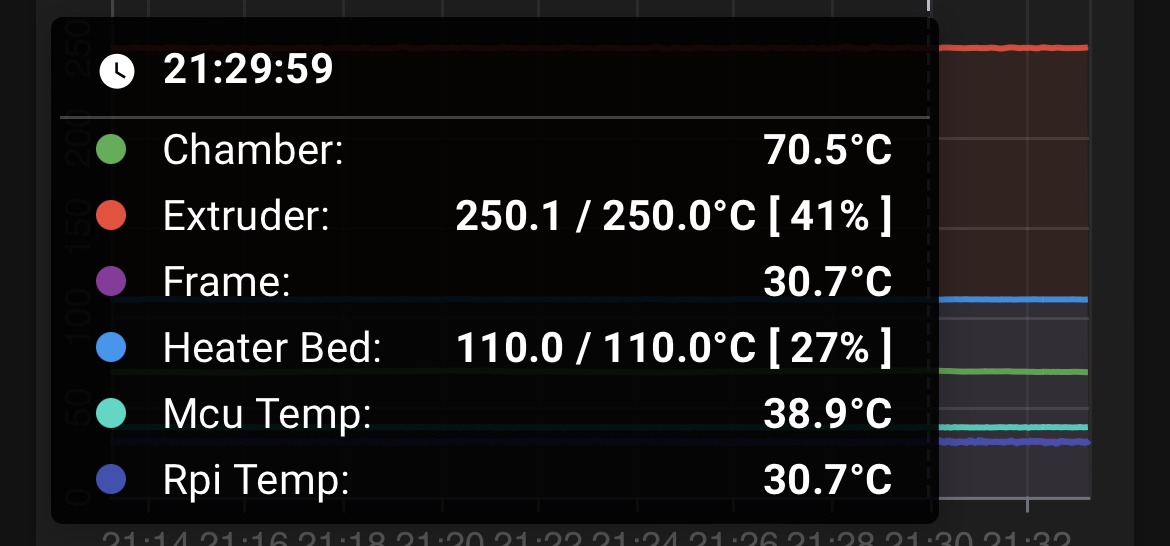 21:29:59
Chamber: 70.5°C
Extruder: 250.1 / 250.0°C [ 41% ]
Frame: 30.7°C
Heater Bed: 110.0 / 110.0°C [ 27% ]
Mcu Temp: 38.9°C
Rpi Temp: 30.7°C
250
200
150
100
50
0
21:14 21:16 21:18 21:20 21:22 21:24 21:26 21:28 21:30 21:32